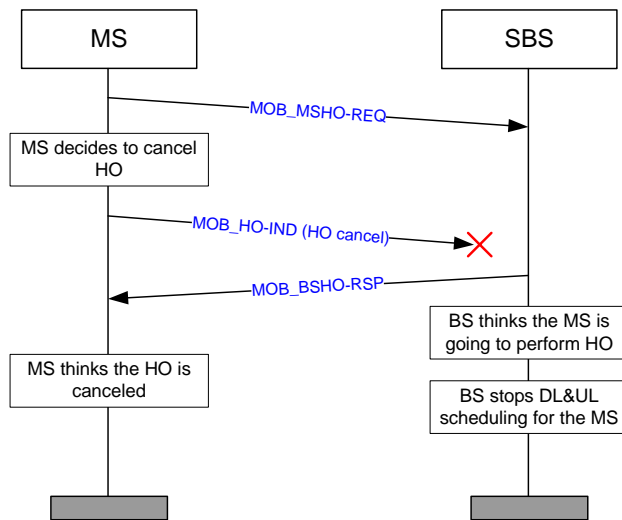 MS
SBS
MOB_MSHO-REQ
MS decides to cancel
HO
MOB_HO-IND (HO cancel)
MOB_BSHO-RSP
BS thinks the MS is
going to perform HO
MS thinks the HO is
canceled
BS stops DL&UL
scheduling for the MS